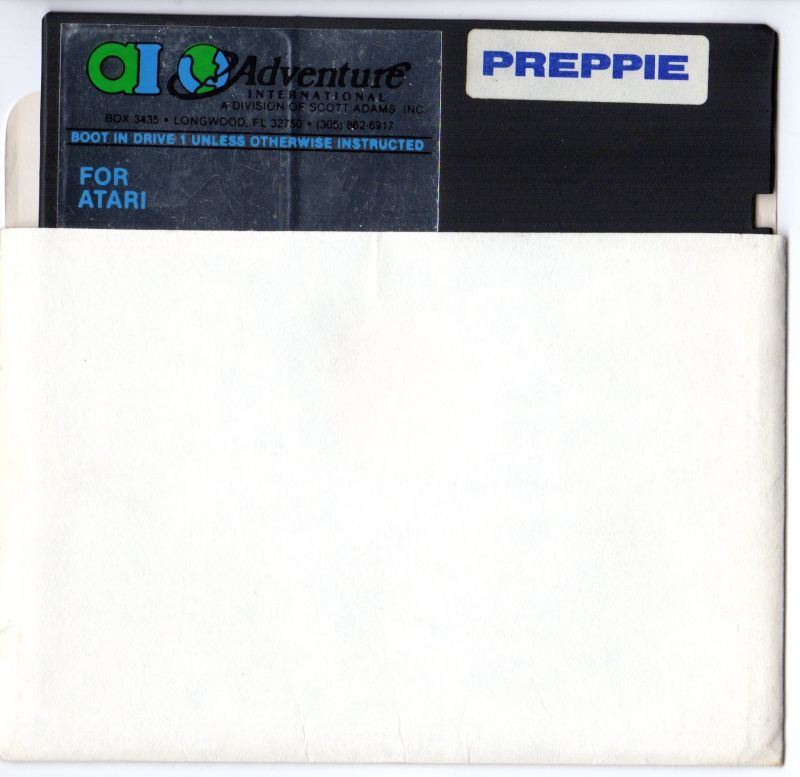 aI Adventure
INTERNATIONAL
A DIVISION OF SCOTT ADAMS INC.
BOX 3435 • LONGWOOD, FL 32750 • (305) 862-6917
BOOT IN DRIVE 1 UNLESS OTHERWISE INSTRUCTED
FOR
ATARI
PREPPIE